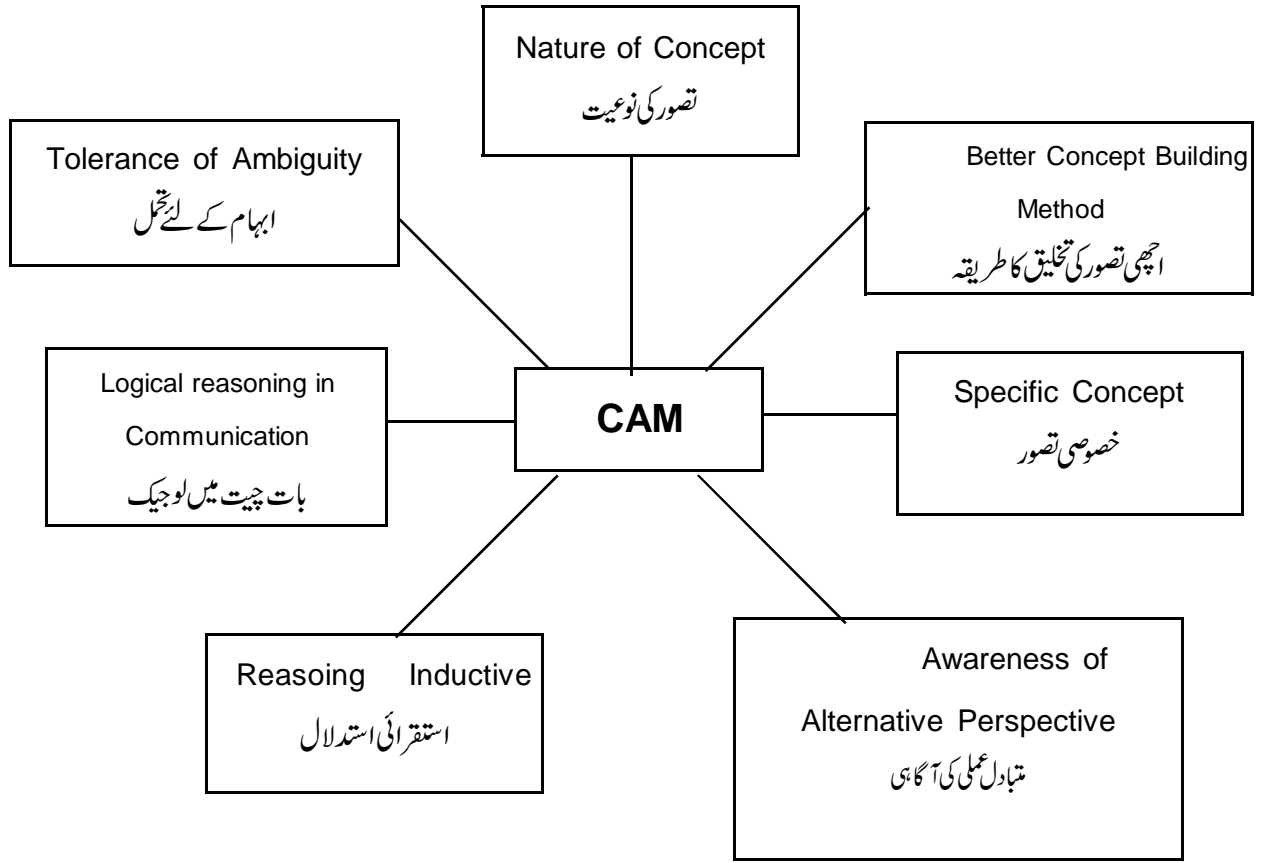 Nature of Concept
تصور کی نوعیت
Tolerance of Ambiguity
ابہام کے لئے تحمل
Better Concept Building
Method
اچھی تصور کی تخلیق کا طریقہ
Logical reasoning in
Communication
بات چیت میں لوجیک
CAM
Specific Concept
خصوصی تصور
Reasoing Inductive
استقرائی استدلال
Awareness of
Alternative Perspective
متبادل عملی کی آگاہی